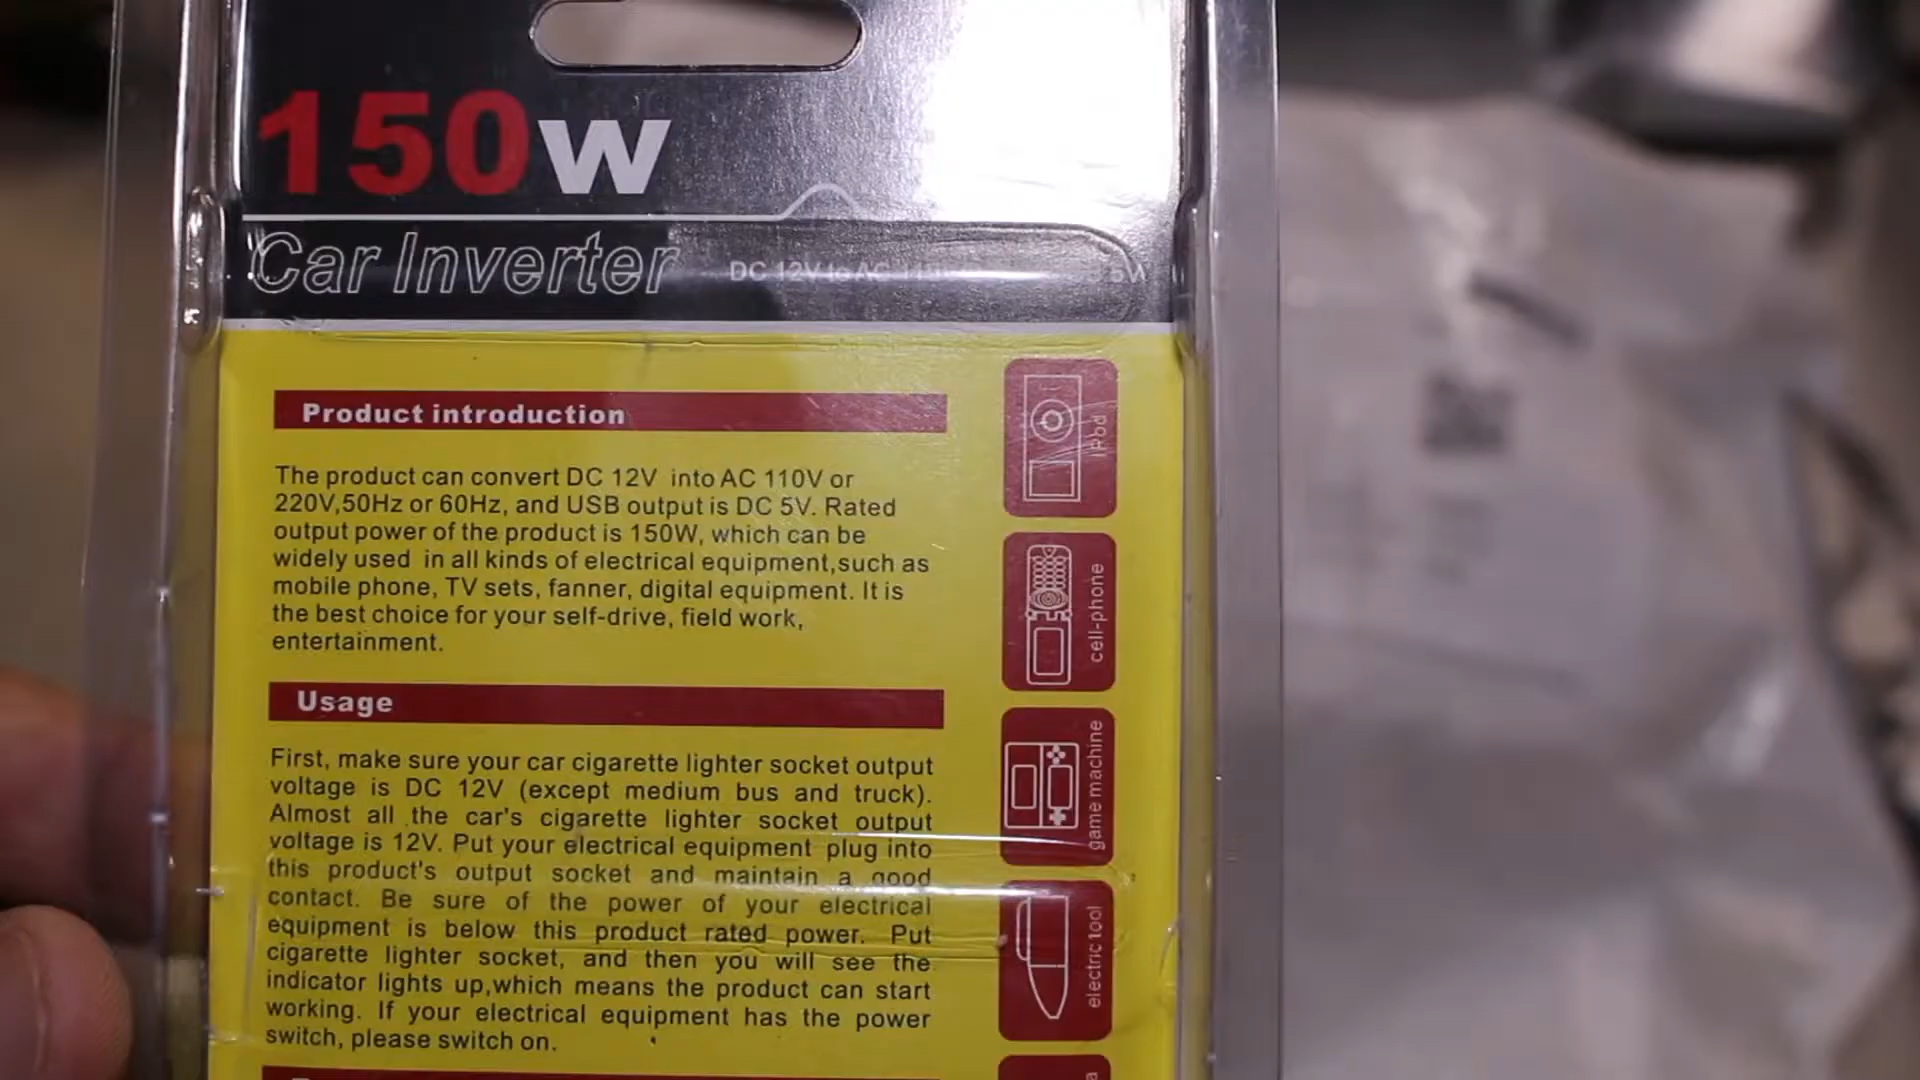 150W
Car Inverter
DC 12V to AC
Product introduction
The product can convert DC 12V into AC 110V or
220V,50Hz or 60Hz, and USB output is DC 5V. Rated
output power of the product is 150W, which can be
widely used in all kinds of electrical equipment,such as
mobile phone, TV sets, fanner, digital equipment. It is
the best choice for your self-drive, field work,
entertainment.
Usage
First, make sure your car cigarette lighter socket output
voltage is DC 12V (except medium bus and truck).
Almost all the car's cigarette lighter socket output
voltage is 12V. Put your electrical equipment plug into
this product's output socket and maintain a good
contact. Be sure of the power of your electrical
equipment is below this product rated power. Put
cigarette lighter socket, and then you will see the
indicator lights up,which means the product can start
working. If your electrical equipment has the power
switch, please switch on.
iPod
cell-phone
game machine
electric tool